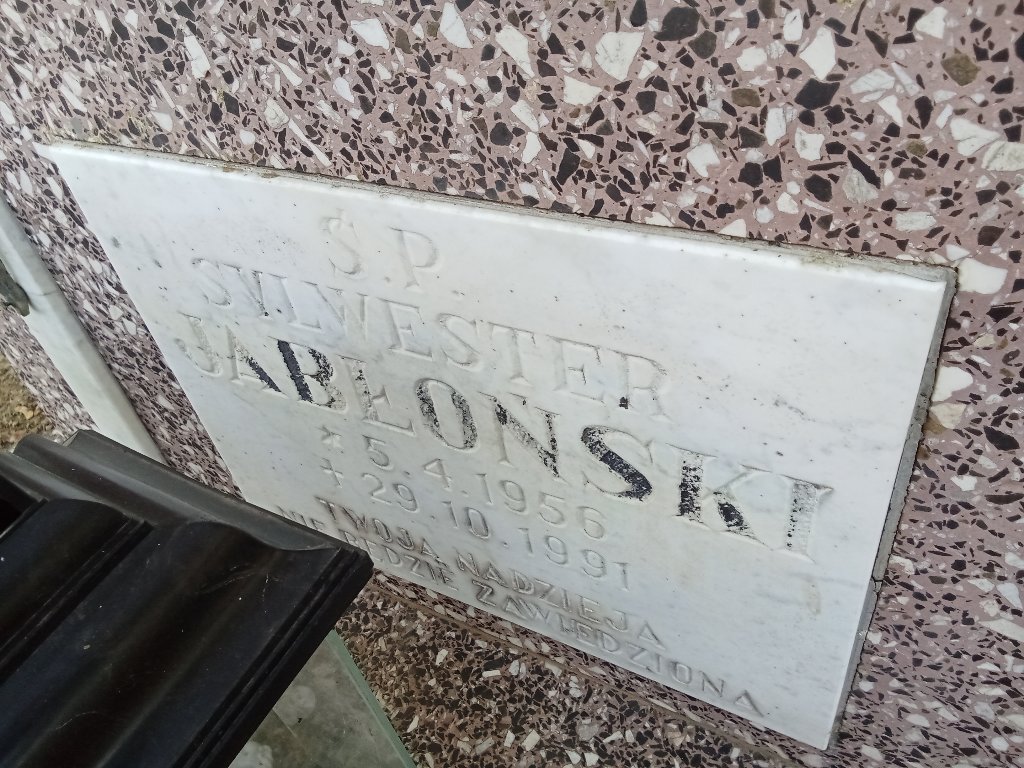 Ś.P.
SYLWESTER
JABŁOŃSKI
* 5.4.1956
+ 29.10.1991
TWOJA NADZIEJA
NIE BĘDZIE ZAWIEDZIONA